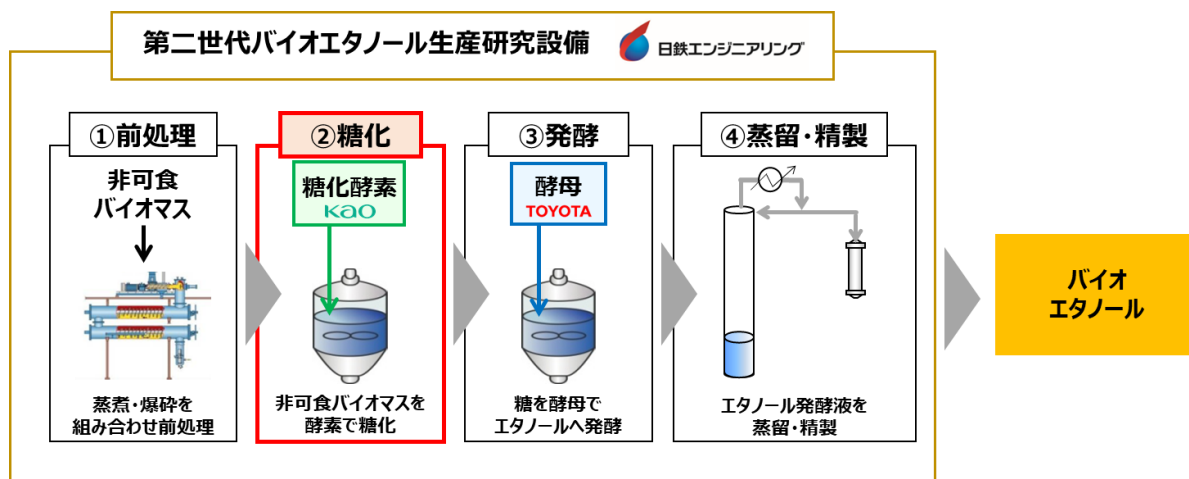 第二世代バイオエタノール生産研究設備
日鉄エンジニアリング
①前処理
非可食
バイオマス
蒸煮・爆砕を
組み合わせ前処理
②糖化
糖化酵素
Kao
非可食バイオマスを
酵素で糖化
③発酵
酵母
TOYOTA
糖を酵母で
エタノールへ発酵
④蒸留・精製
エタノール発酵液を
蒸留・精製
バイオ
エタノール